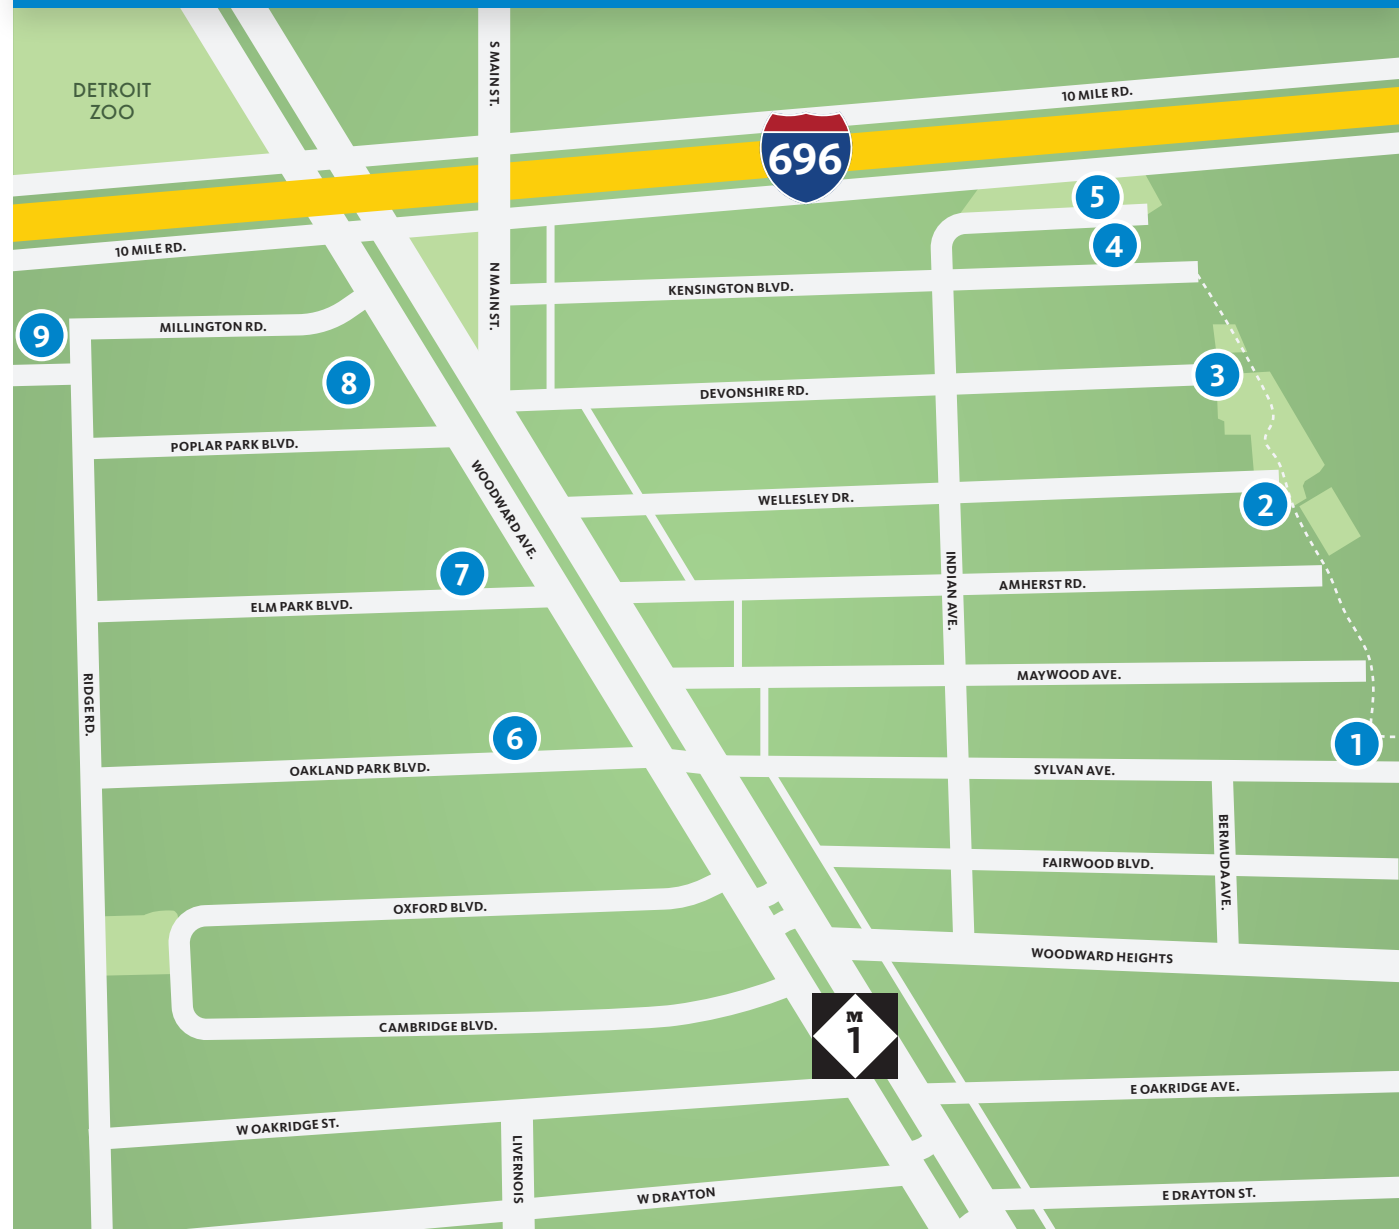 S MAIN ST.
DETROIT
ZOO
10 MILE RD.
696
5
4
10 MILE RD.
N MAIN ST.
KENSINGTON BLVD.
9
MILLINGTON RD.
8
3
DEVONSHIRE RD.
POPLAR PARK BLVD.
WOODWARD AVE.
WELLESLEY DR.
2
7
INDIAN AVE.
AMHERST RD.
ELM PARK BLVD.
RIDGE RD.
MAYWOOD AVE.
6
1
OAKLAND PARK BLVD.
SYLVAN AVE.
BERMUDA AVE.
FAIRWOOD BLVD.
OXFORD BLVD.
WOODWARD HEIGHTS
CAMBRIDGE BLVD.
M
1
E OAKRIDGE AVE.
W OAKRIDGE ST.
LIVERNOIS
W DRAYTON
E DRAYTON ST.